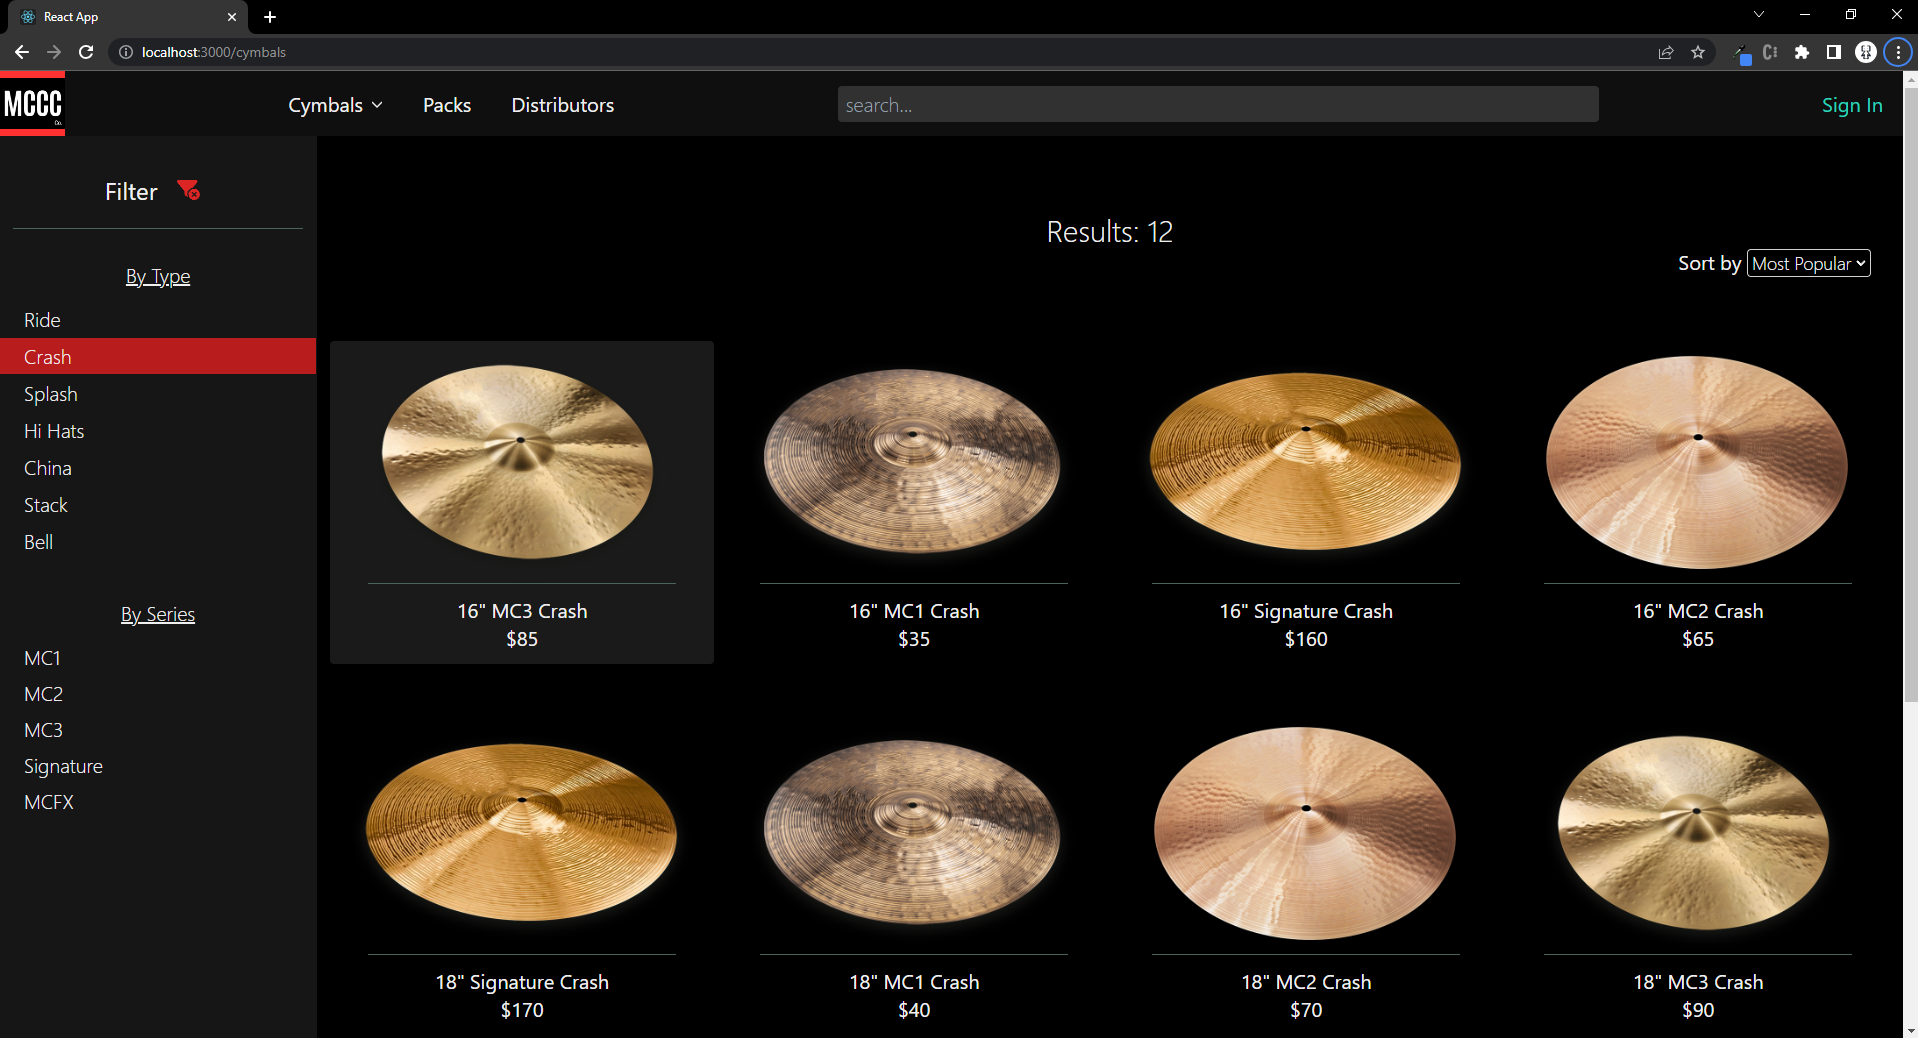 React App
localhost:3000/cymbals
MCCC
Co.
Cymbals
Packs
Distributors
search...
Sign In
Filter
By Type
Ride
Crash
Splash
Hi Hats
China
Stack
Bell
By Series
MC1
MC2
MC3
Signature
MCFX
Results: 12
Sort by Most Popular
16" MC3 Crash
$85
16" MC1 Crash
$35
16" Signature Crash
$160
16" MC2 Crash
$65
18" Signature Crash
$170
18" MC1 Crash
$40
18" MC2 Crash
$70
18" MC3 Crash
$90